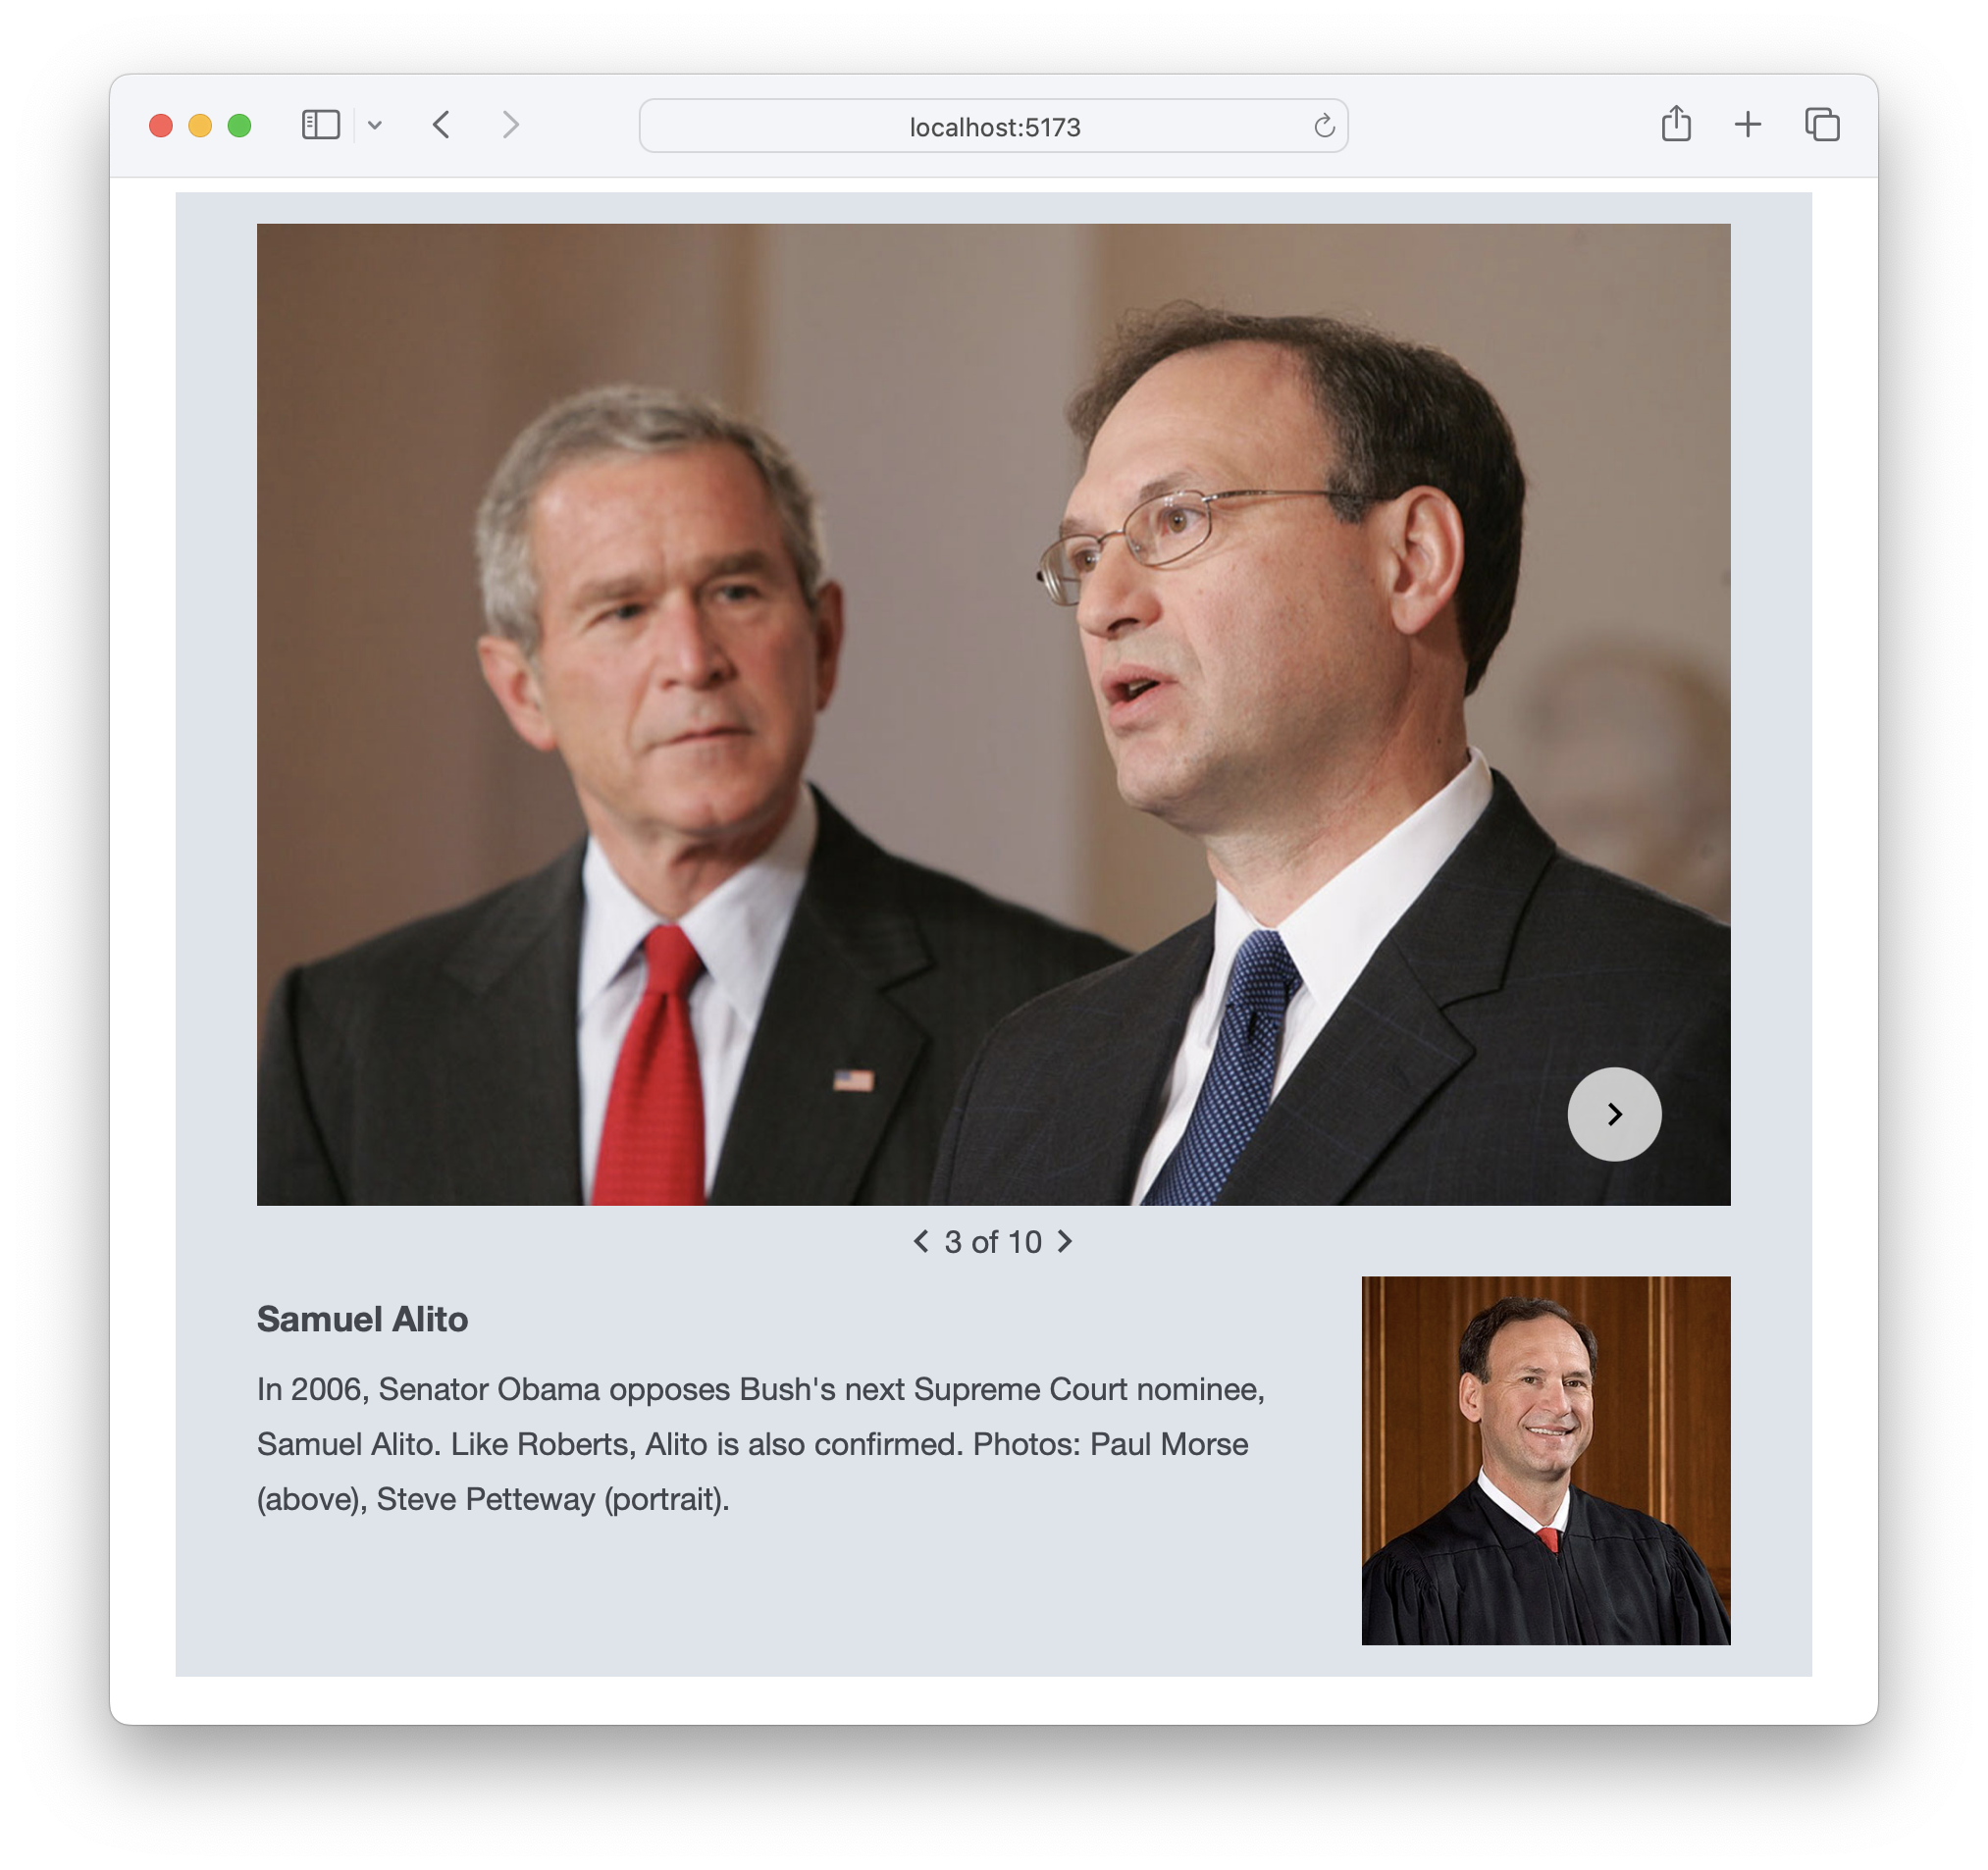 localhost:5173
3 of 10
Samuel Alito
In 2006, Senator Obama opposes Bush's next Supreme Court nominee,
Samuel Alito. Like Roberts, Alito is also confirmed. Photos: Paul Morse
(above), Steve Petteway (portrait).